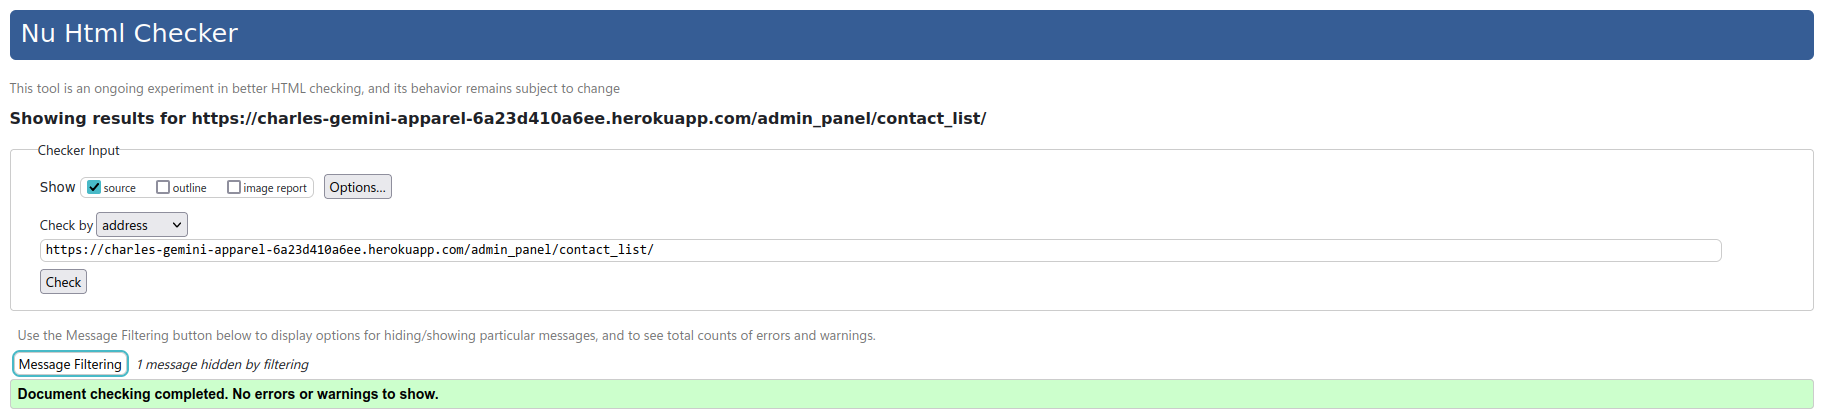 Nu Html Checker
This tool is an ongoing experiment in better HTML checking, and its behavior remains subject to change
Showing results for https://charles-gemini-apparel-6a23d410a6ee.herokuapp.com/admin_panel/contact_list/
Checker Input
Show source outline image report Options...
Check by address
https://charles-gemini-apparel-6a23d410a6ee.herokuapp.com/admin_panel/contact_list/
Check
Use the Message Filtering button below to display options for hiding/showing particular messages, and to see total counts of errors and warnings.
Message Filtering 1 message hidden by filtering
Document checking completed. No errors or warnings to show.